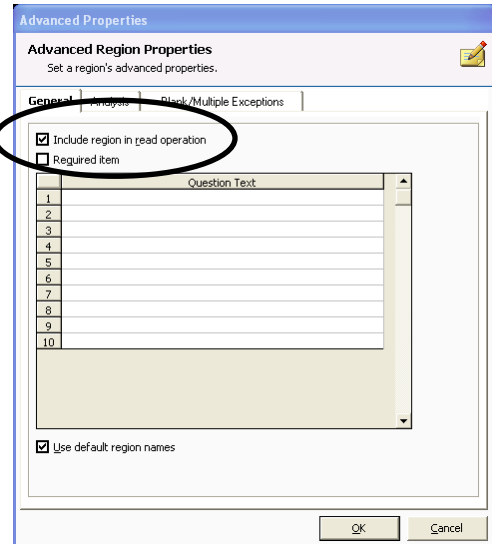 Advanced Properties
Advanced Region Properties
Set a region's advanced properties.
General Analysis Blank/Multiple Exceptions
Include region in read operation
Required item
Question Text
1
2
3
4
5
6
7
8
9
10
Use default region names
OK Cancel